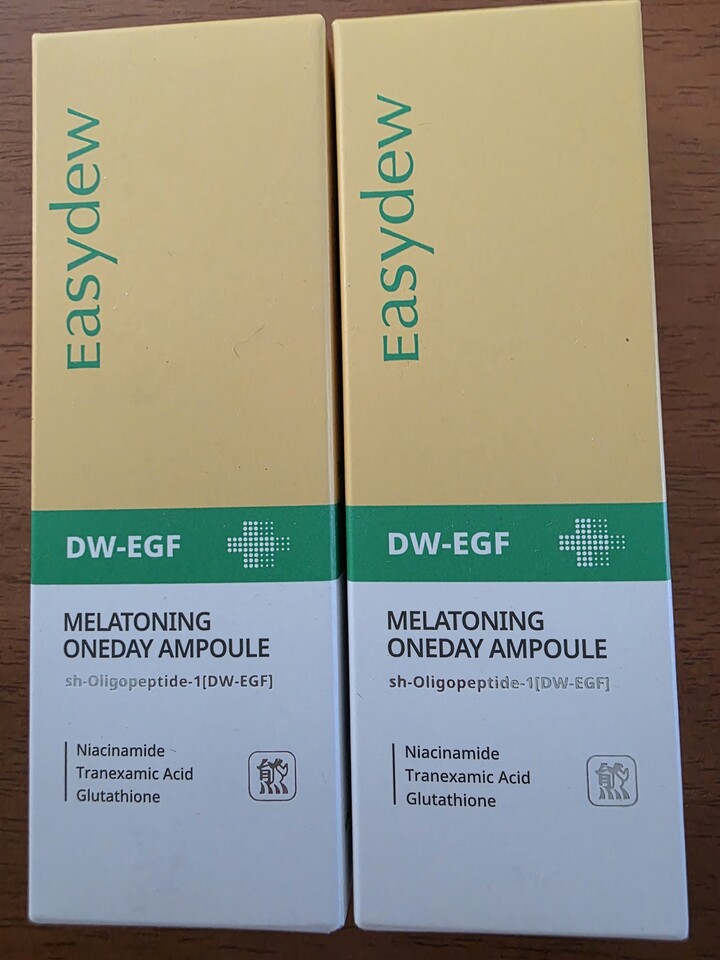 Easydew
DW-EGF
MELATONING
ONEDAY AMPOULE
sh-Oligopeptide-1[DW-EGF]
Niacinamide
Tranexamic Acid
Glutathione
Easydew
DW-EGF
MELATONING
ONEDAY AMPOULE
sh-Oligopeptide-1[DW-EGF]
Niacinamide
Tranexamic Acid
Glutathione